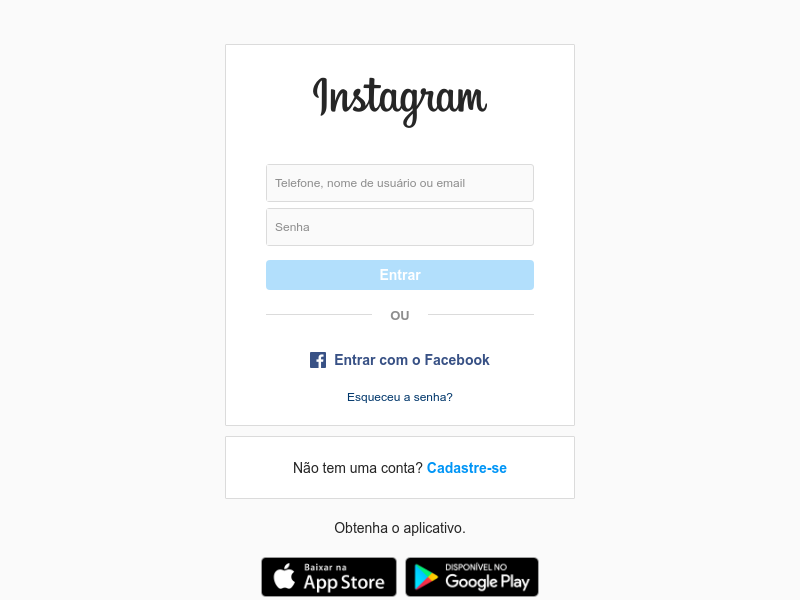 Instagram
Telefone, nome de usuário ou email
Senha
Entrar
OU
Entrar com o Facebook
Esqueceu a senha?
Não tem uma conta? Cadastre-se
Obtenha o aplicativo.
Baixar na
App Store
DISPONÍVEL NO
Google Play